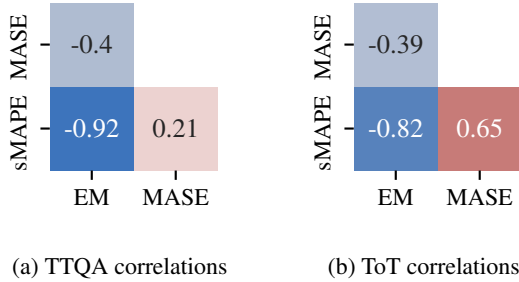 MASE
-0.4
sMAPE
-0.92
0.21
EM
MASE
(a) TTQA correlations
MASE
-0.39
sMAPE
-0.82
0.65
EM
MASE
(b) ToT correlations